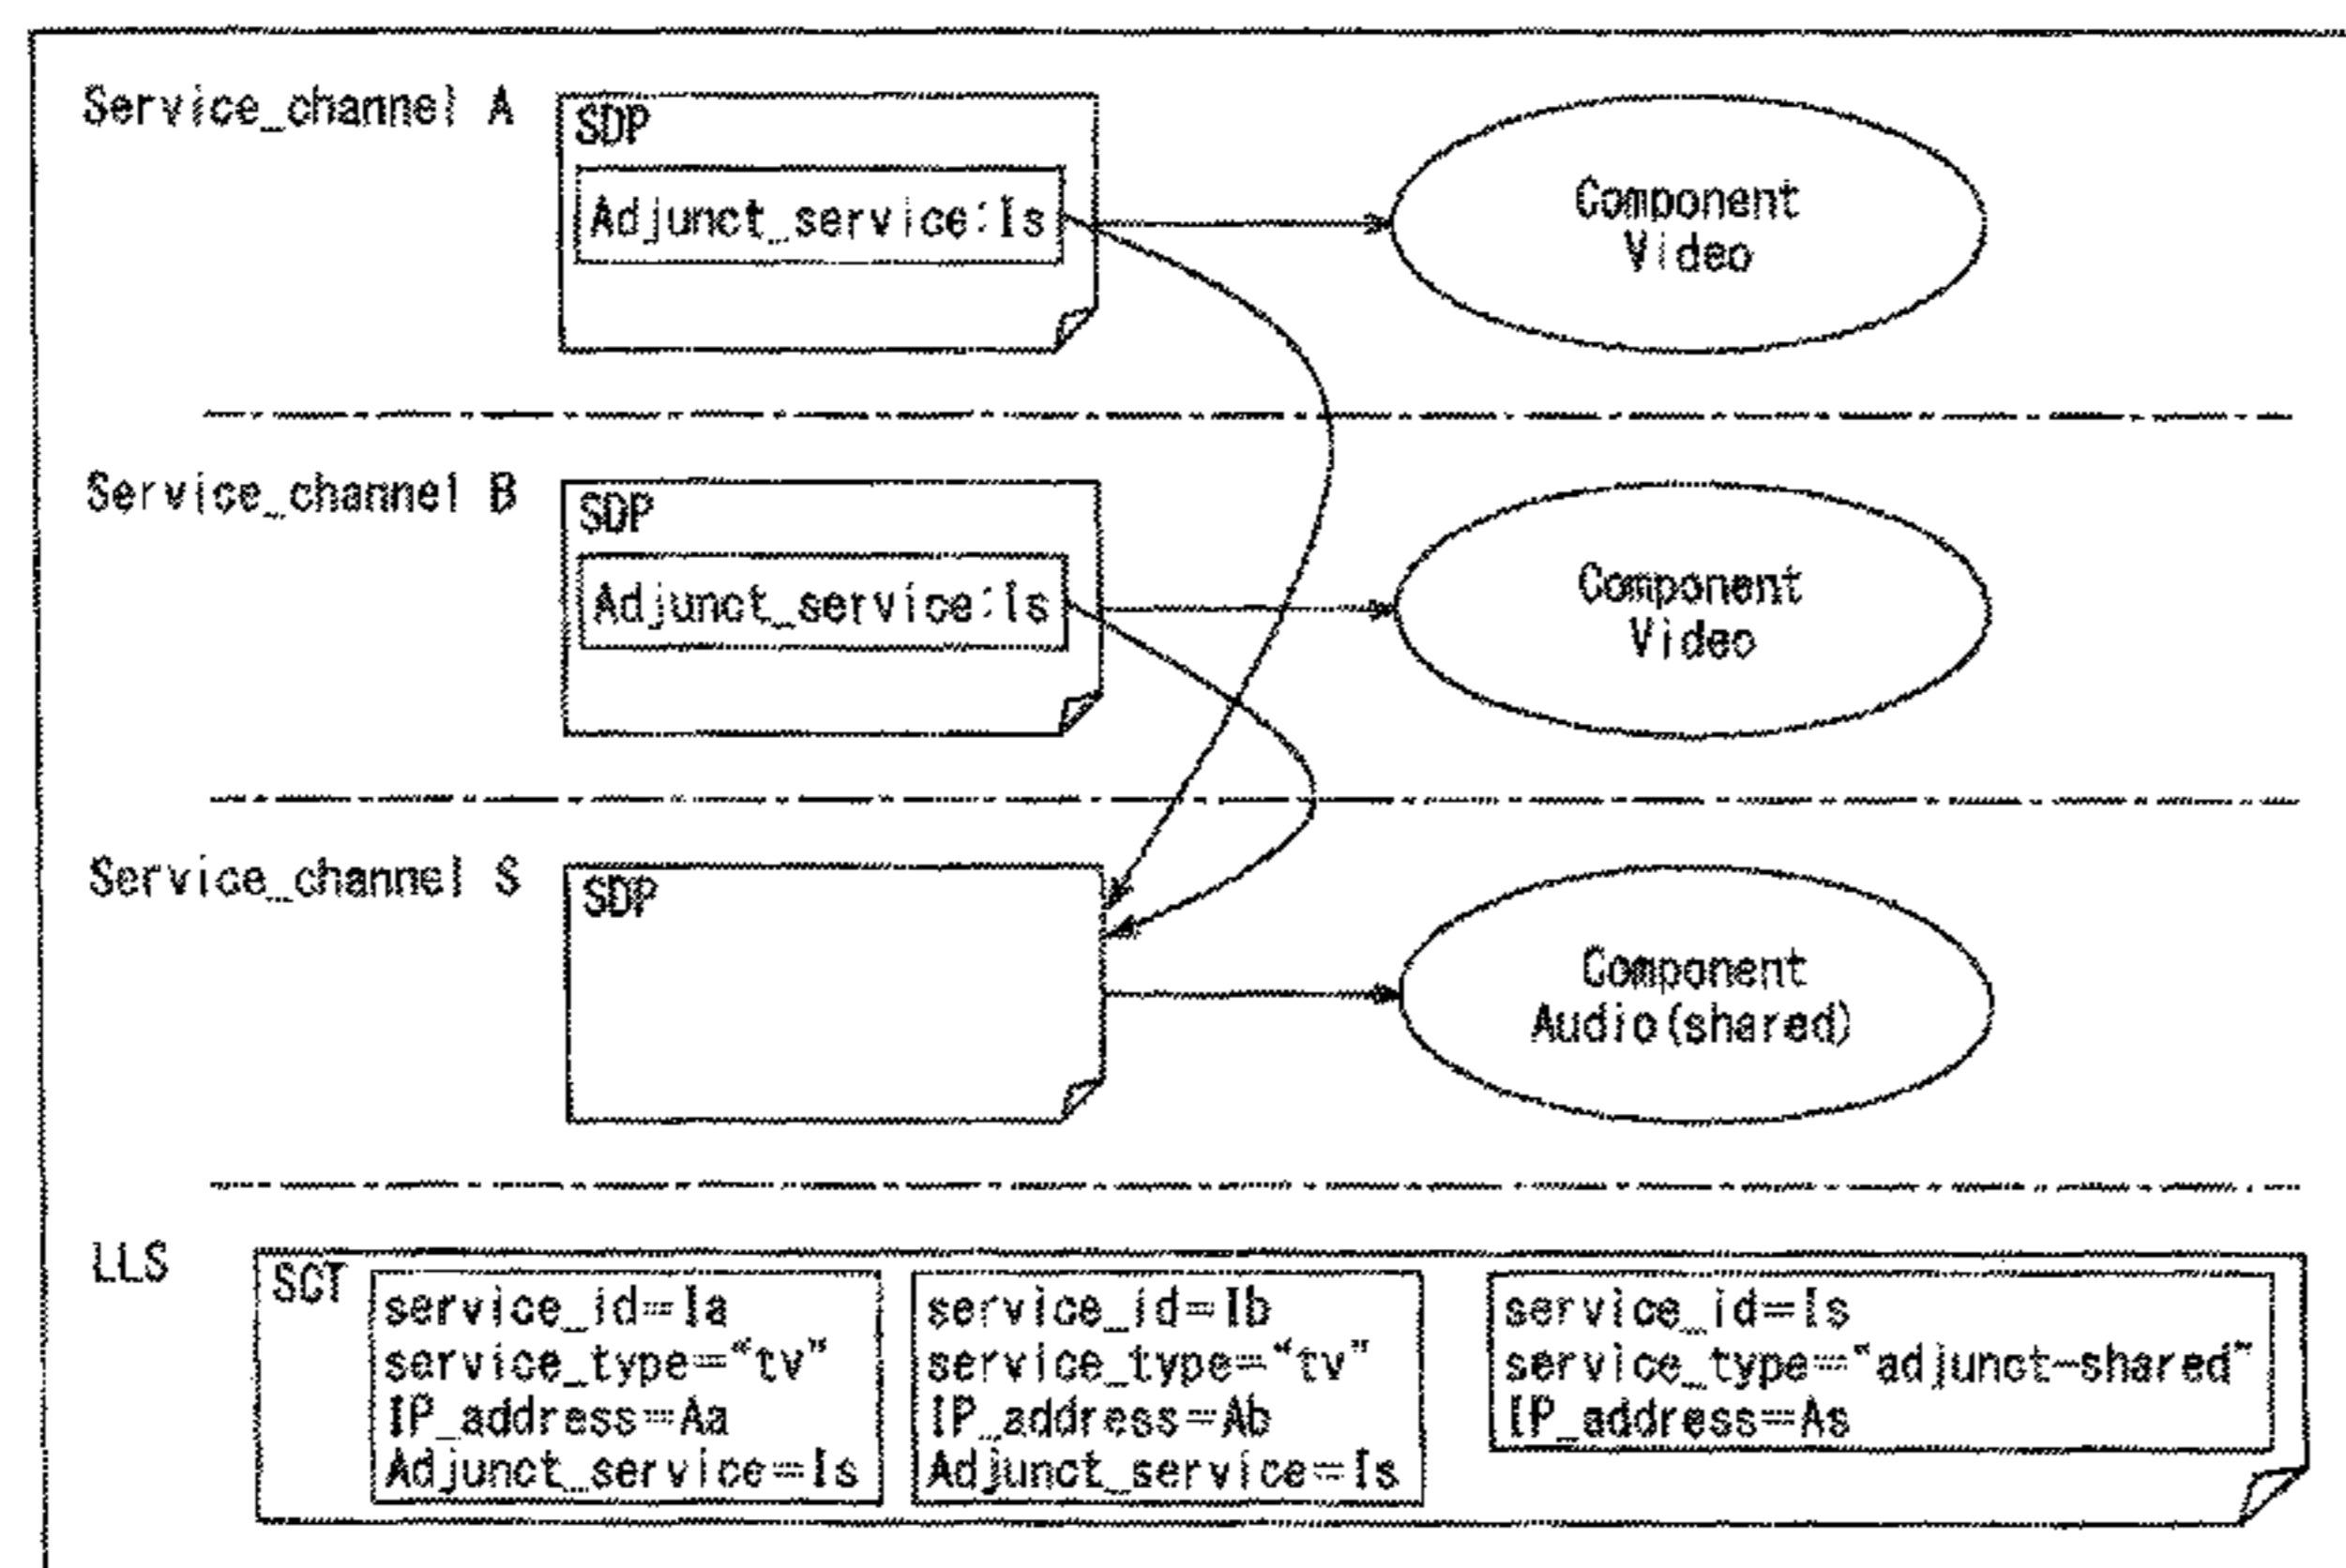 Service_channel A
SDP
Adjunct_service:Is
Component
Video
Service_channel B
SDP
Adjunct_service:Is
Component
Video
Service_channel S
SDP
Component
Audio(shared)
LLS
SCT
service_id=Ia
service_type="tv"
IP_address=Aa
Adjunct_service=Is
service_id=Ib
service_type="tv"
IP_address=Ab
Adjunct_service=Is
service_id=Is
service_type="adjunct-shared"
IP_address=As